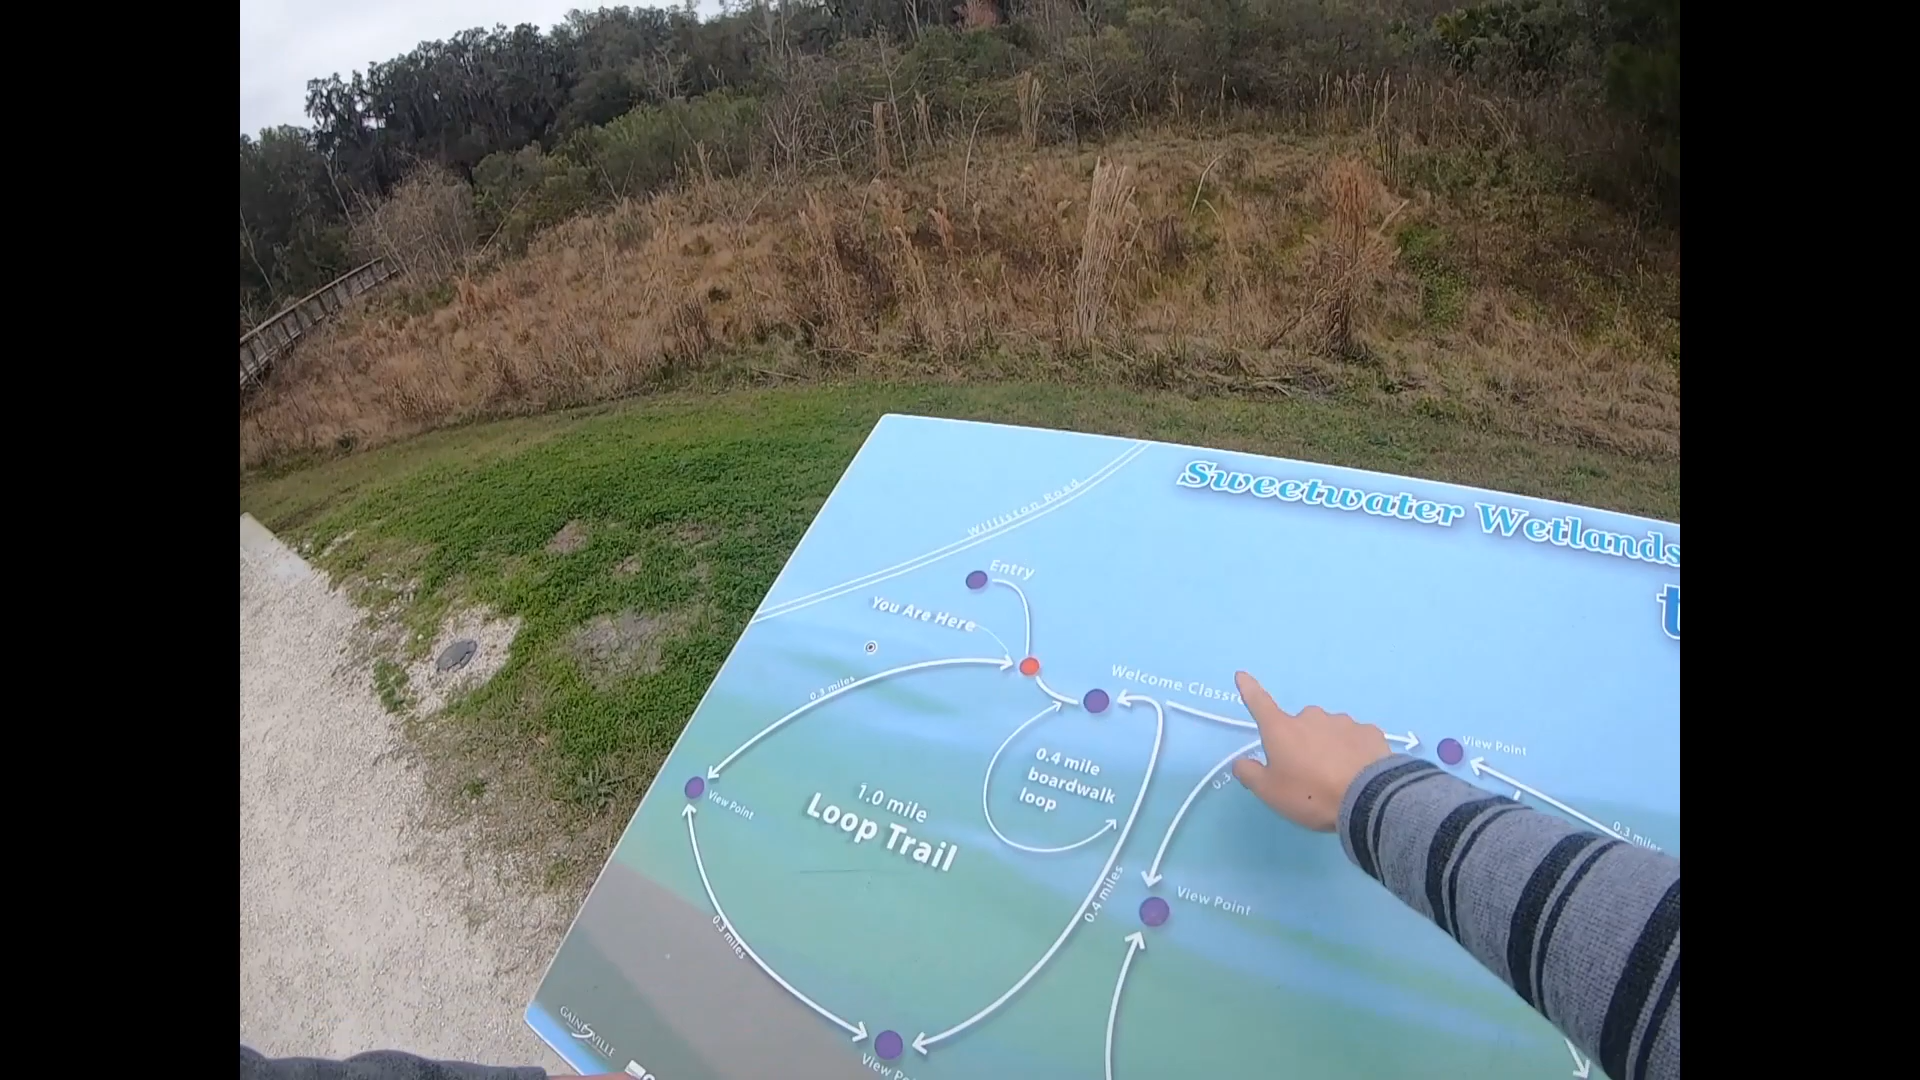 Sweetwater Wetlands
Williston Road
Entry
You Are Here
Welcome
0.3 miles
View Point
0.4 mile
boardwalk
loop
0.3
View Point
0.3 miles
1.0 mile
Loop Trail
View Point
0.4 miles
0.3 miles
View
GAINESVILLE